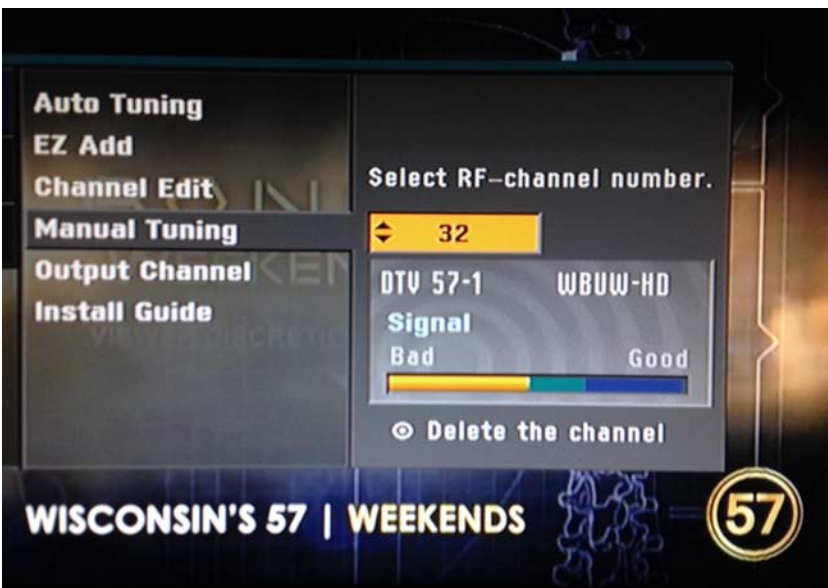 Auto Tuning
EZ Add
Channel Edit
Manual Tuning
Output Channel
Install Guide
Select RF-channel number.
32
DTV 57-1 WBUW-HD
Signal
Bad Good
Delete the channel
WISCONSIN'S 57 | WEEKENDS
57